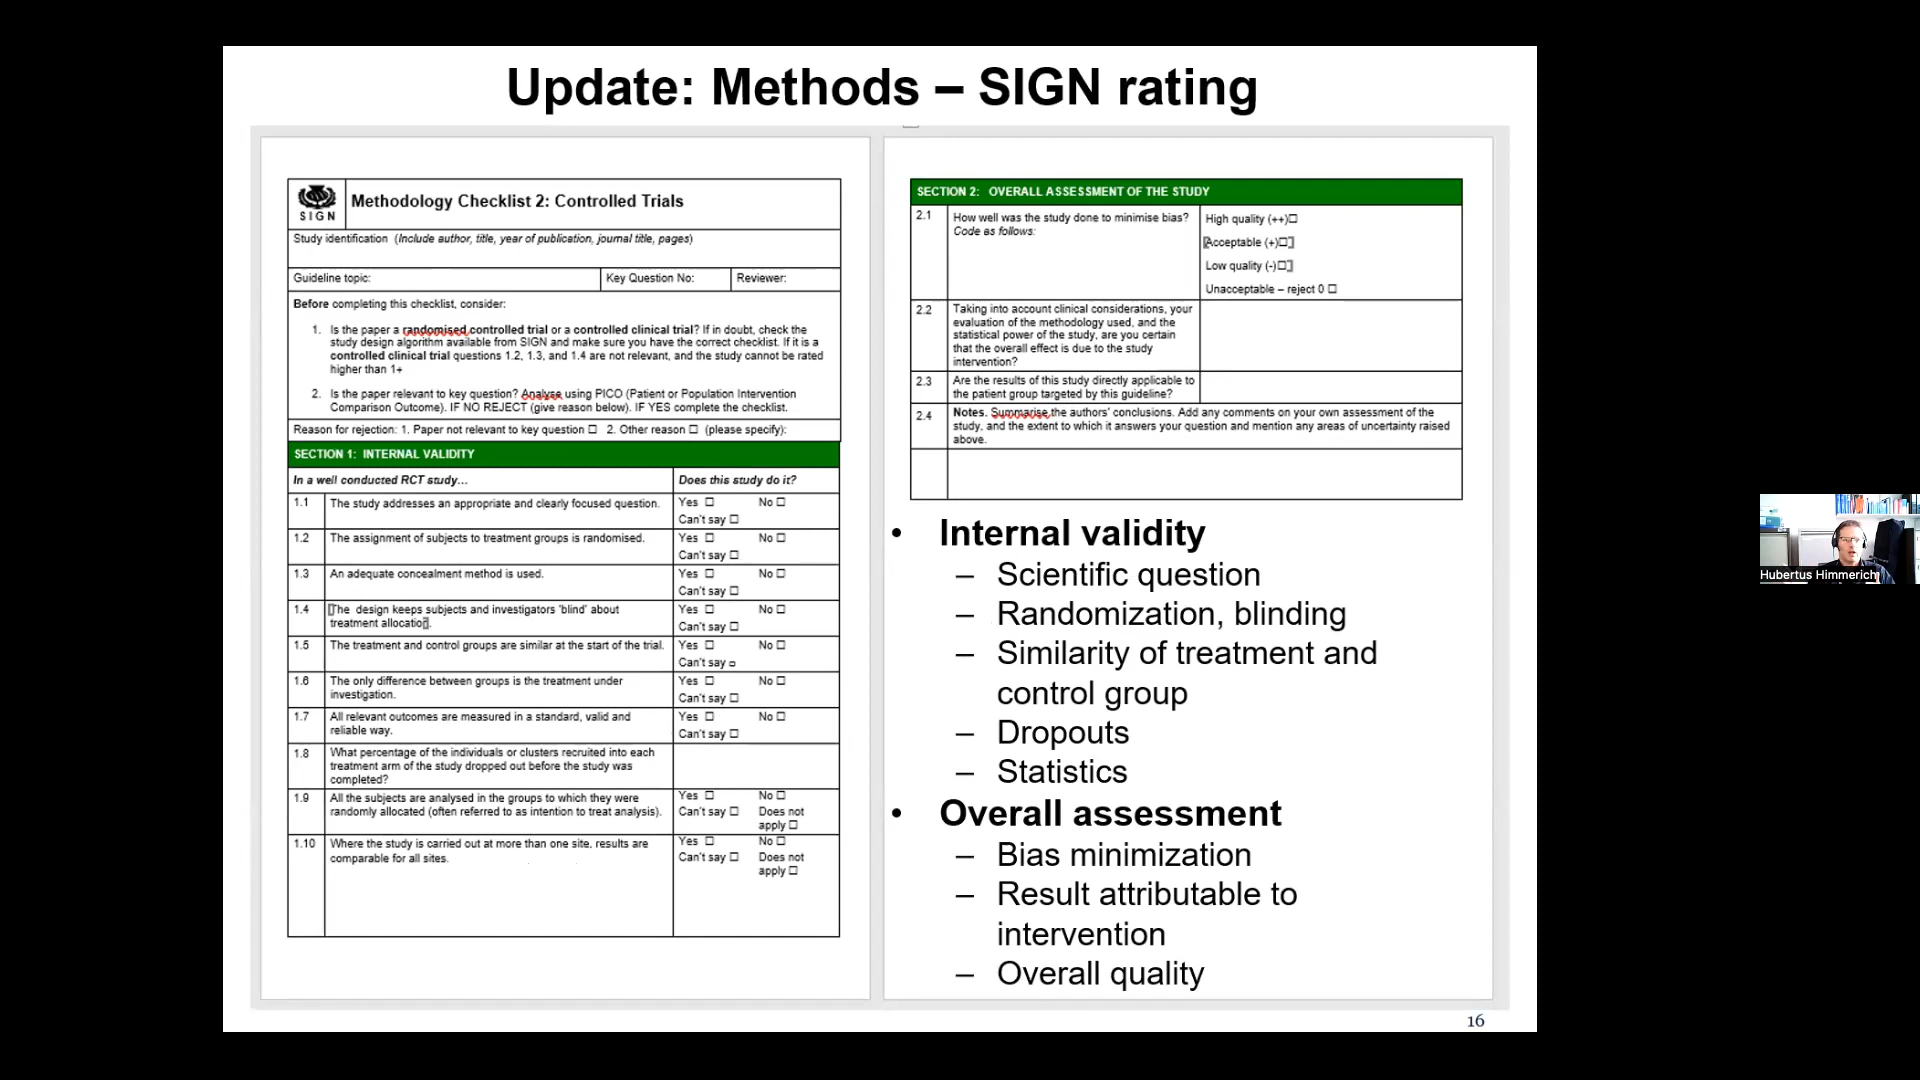 Update: Methods – SIGN rating
SIGN
Methodology Checklist 2: Controlled Trials
Study identification (Include author, title, year of publication, journal title, pages)
Guideline topic:
Key Question No:
Reviewer:
Before completing this checklist, consider:
1. Is the paper a randomised controlled trial or a controlled clinical trial? If in doubt, check the
study design algorithm available from SIGN and make sure you have the correct checklist. If it is a
controlled clinical trial questions 1.2, 1.3, and 1.4 are not relevant, and the study cannot be rated
higher than 1+
2. Is the paper relevant to key question? Analyse using PICO (Patient or Population Intervention
Comparison Outcome). IF NO REJECT (give reason below). IF YES complete the checklist.
Reason for rejection: 1. Paper not relevant to key question ☐ 2. Other reason ☐ (please specify):
SECTION 1: INTERNAL VALIDITY
In a well conducted RCT study…
Does this study do it?
1.1 The study addresses an appropriate and clearly focused question.
Yes ☐ No ☐
Can't say ☐
1.2 The assignment of subjects to treatment groups is randomised.
Yes ☐ No ☐
Can't say ☐
1.3 An adequate concealment method is used.
Yes ☐ No ☐
Can't say ☐
1.4 The design keeps subjects and investigators 'blind' about
treatment allocation.
Yes ☐ No ☐
Can't say ☐
1.5 The treatment and control groups are similar at the start of the trial.
Yes ☐ No ☐
Can't say ☐
1.6 The only difference between groups is the treatment under
investigation.
Yes ☐ No ☐
Can't say ☐
1.7 All relevant outcomes are measured in a standard, valid and
reliable way.
Yes ☐ No ☐
Can't say ☐
1.8 What percentage of the individuals or clusters recruited into each
treatment arm of the study dropped out before the study was
completed?
1.9 All the subjects are analysed in the groups to which they were
randomly allocated (often referred to as intention to treat analysis).
Yes ☐ No ☐
Can't say ☐ Does not
apply ☐
1.10 Where the study is carried out at more than one site, results are
comparable for all sites.
Yes ☐ No ☐
Can't say ☐ Does not
apply ☐
SECTION 2: OVERALL ASSESSMENT OF THE STUDY
2.1 How well was the study done to minimise bias?
Code as follows:
High quality (++)☐
[Acceptable (+)☐]
Low quality (-)☐]
Unacceptable – reject 0 ☐
2.2 Taking into account clinical considerations, your
evaluation of the methodology used, and the
statistical power of the study, are you certain
that the overall effect is due to the study
intervention?
2.3 Are the results of this study directly applicable to
the patient group targeted by this guideline?
2.4 Notes. Summarise the authors' conclusions. Add any comments on your own assessment of the
study, and the extent to which it answers your question and mention any areas of uncertainty raised
above.
• Internal validity
– Scientific question
– Randomization, blinding
– Similarity of treatment and
control group
– Dropouts
– Statistics
• Overall assessment
– Bias minimization
– Result attributable to
intervention
– Overall quality
16
Hubertus Himmerich